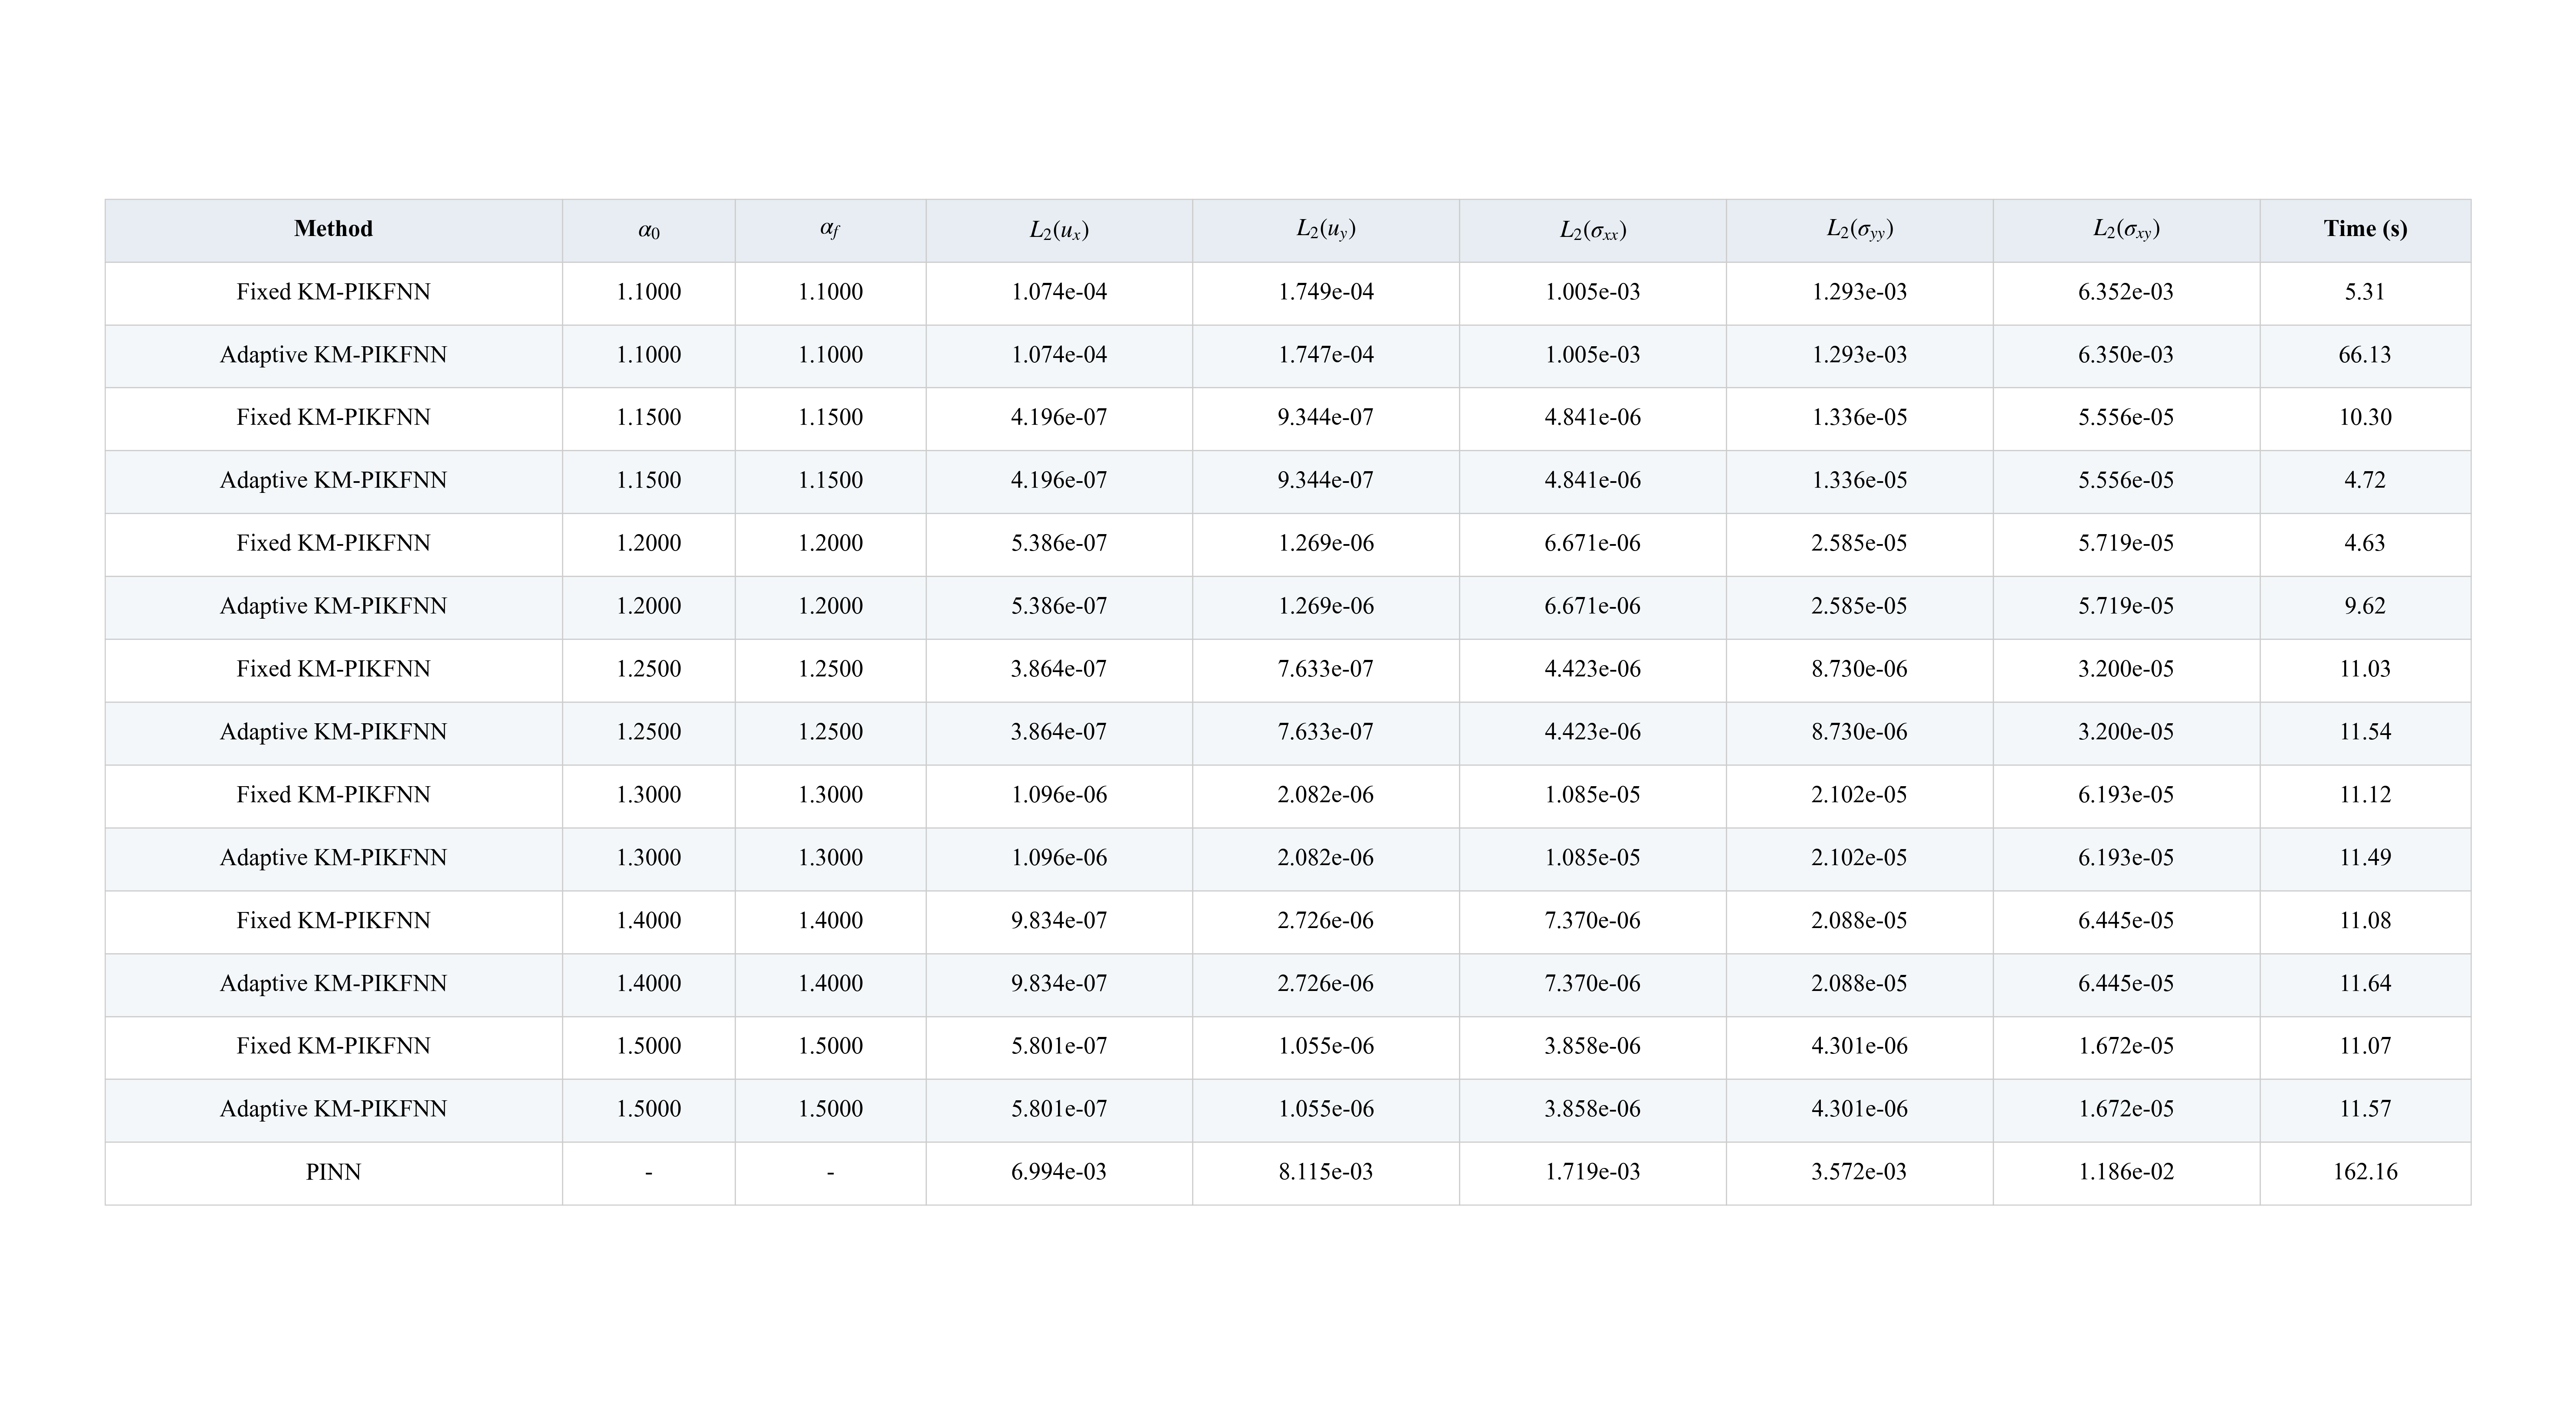 Method α0 αf L2(ux) L2(uy) L2(σxx) L2(σyy) L2(σxy) Time (s)
Fixed KM-PIKFNN 1.1000 1.1000 1.074e-04 1.749e-04 1.005e-03 1.293e-03 6.352e-03 5.31
Adaptive KM-PIKFNN 1.1000 1.1000 1.074e-04 1.747e-04 1.005e-03 1.293e-03 6.350e-03 66.13
Fixed KM-PIKFNN 1.1500 1.1500 4.196e-07 9.344e-07 4.841e-06 1.336e-05 5.556e-05 10.30
Adaptive KM-PIKFNN 1.1500 1.1500 4.196e-07 9.344e-07 4.841e-06 1.336e-05 5.556e-05 4.72
Fixed KM-PIKFNN 1.2000 1.2000 5.386e-07 1.269e-06 6.671e-06 2.585e-05 5.719e-05 4.63
Adaptive KM-PIKFNN 1.2000 1.2000 5.386e-07 1.269e-06 6.671e-06 2.585e-05 5.719e-05 9.62
Fixed KM-PIKFNN 1.2500 1.2500 3.864e-07 7.633e-07 4.423e-06 8.730e-06 3.200e-05 11.03
Adaptive KM-PIKFNN 1.2500 1.2500 3.864e-07 7.633e-07 4.423e-06 8.730e-06 3.200e-05 11.54
Fixed KM-PIKFNN 1.3000 1.3000 1.096e-06 2.082e-06 1.085e-05 2.102e-05 6.193e-05 11.12
Adaptive KM-PIKFNN 1.3000 1.3000 1.096e-06 2.082e-06 1.085e-05 2.102e-05 6.193e-05 11.49
Fixed KM-PIKFNN 1.4000 1.4000 9.834e-07 2.726e-06 7.370e-06 2.088e-05 6.445e-05 11.08
Adaptive KM-PIKFNN 1.4000 1.4000 9.834e-07 2.726e-06 7.370e-06 2.088e-05 6.445e-05 11.64
Fixed KM-PIKFNN 1.5000 1.5000 5.801e-07 1.055e-06 3.858e-06 4.301e-06 1.672e-05 11.07
Adaptive KM-PIKFNN 1.5000 1.5000 5.801e-07 1.055e-06 3.858e-06 4.301e-06 1.672e-05 11.57
PINN - - 6.994e-03 8.115e-03 1.719e-03 3.572e-03 1.186e-02 162.16